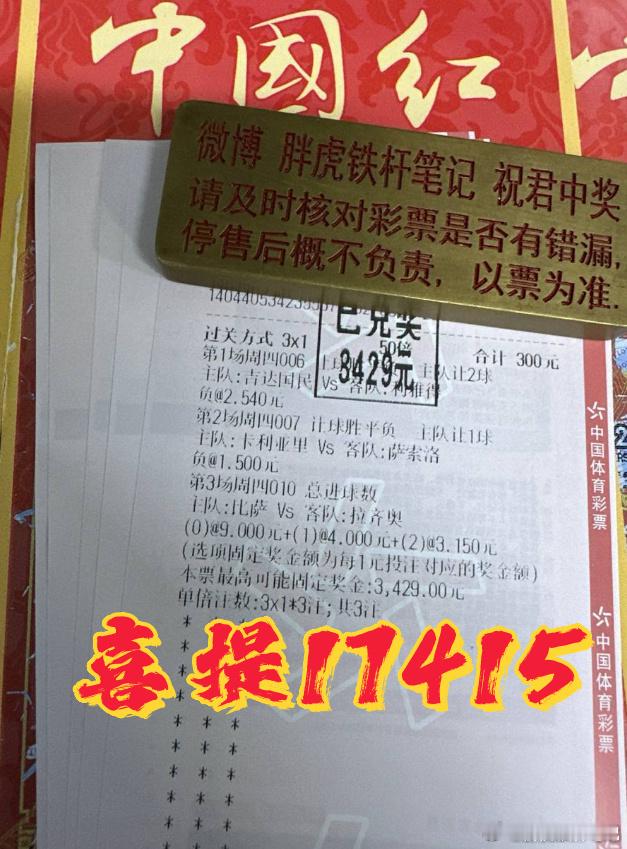 中國红
微博 胖虎铁杆笔记 祝君中奖
请及时核对彩票是否有错漏,
停售后概不负责, 以票为准.
已兑奖
3429元
过关方式 3x1
50倍
合计 300元
第1场周四006
主队让2球
主队:吉达国民 Vs 客队:利雅得
负@2.540元
第2场周四007 让球胜平负 主队让1球
主队:卡利亚里 Vs 客队:萨索洛
负@1.500元
第3场周四010 总进球数
主队:比萨 Vs 客队:拉齐奥
(0)@9.000元+(1)@4.000元+(2)@3.150元
(选项固定奖金额为每1元投注对应的奖金额)
本票最高可能固定奖金:3,429.00元
单倍注数:3x1*3注;共3注
喜提17415
中国体育彩票
中国体育彩票